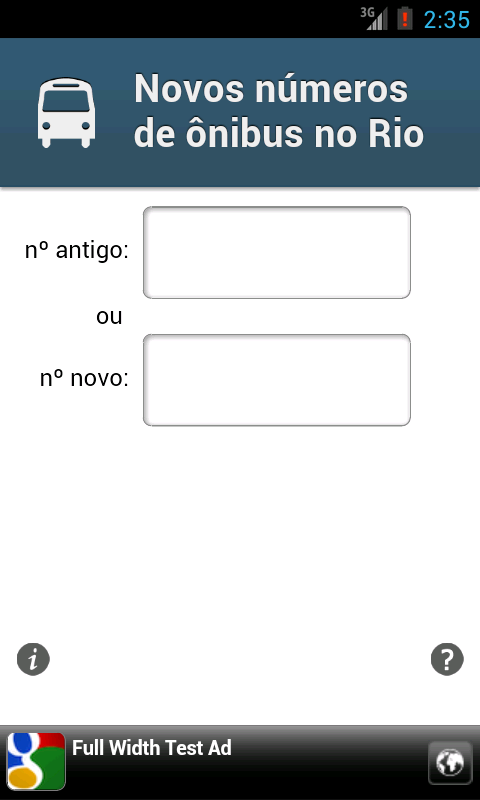 3G
2:35
Novos números
de ônibus no Rio
nº antigo:
ou
nº novo:
i
?
g
Full Width Test Ad